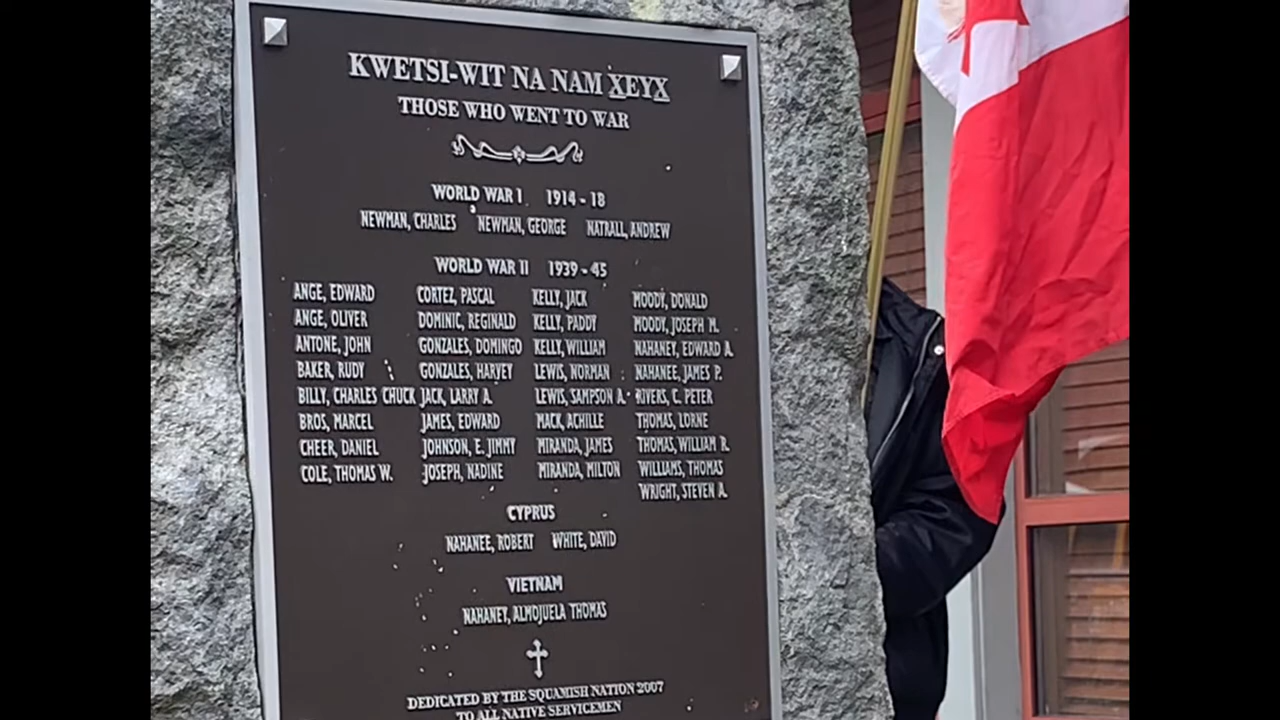 KWETSI-WIT NA NAM X̲EYX̲
THOSE WHO WENT TO WAR
WORLD WAR I 1914 - 18
NEWMAN, CHARLES NEWMAN, GEORGE NATRALL, ANDREW
WORLD WAR II 1939 - 45
ANGE, EDWARD CORTEZ, PASCAL KELLY, JACK MOODY, DONALD
ANGE, OLIVER DOMINIC, REGINALD KELLY, PADDY MOODY, JOSEPH M.
ANTONE, JOHN GONZALES, DOMINGO KELLY, WILLIAM NAHANEY, EDWARD A.
BAKER, RUDY GONZALES, HARVEY LEWIS, NORMAN NAHANEE, JAMES P.
BILLY, CHARLES CHUCK JACK, LARRY A. LEWIS, SAMPSON A. RIVERS, C. PETER
BROS, MARCEL JAMES, EDWARD MACK, ACHILLE THOMAS, LORNE
CHEER, DANIEL JOHNSON, E. JIMMY MIRANDA, JAMES THOMAS, WILLIAM R.
COLE, THOMAS W. JOSEPH, NADINE MIRANDA, MILTON WILLIAMS, THOMAS
WRIGHT, STEVEN A.
CYPRUS
NAHANEE, ROBERT WHITE, DAVID
VIETNAM
NAHANEY, ALMOJUELA THOMAS
DEDICATED BY THE SQUAMISH NATION 2007
TO ALL NATIVE SERVICEMEN